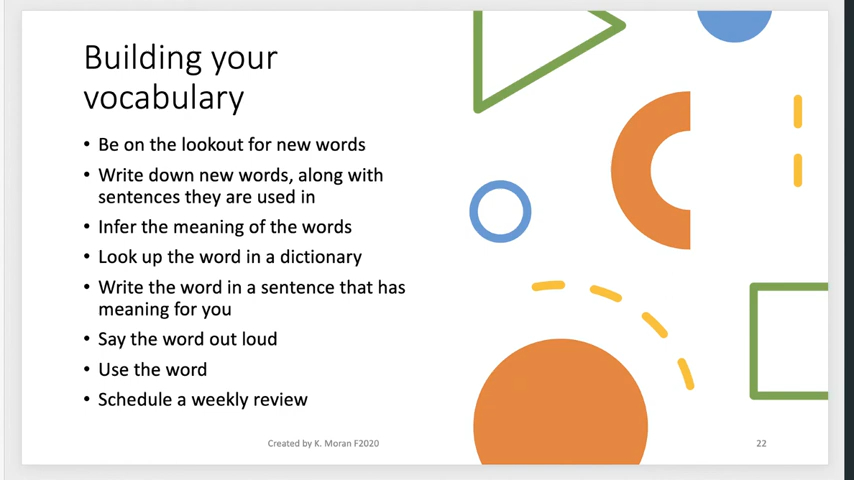 Building your
vocabulary
• Be on the lookout for new words
• Write down new words, along with
sentences they are used in
• Infer the meaning of the words
• Look up the word in a dictionary
• Write the word in a sentence that has
meaning for you
• Say the word out loud
• Use the word
• Schedule a weekly review
Created by K. Moran F2020
22